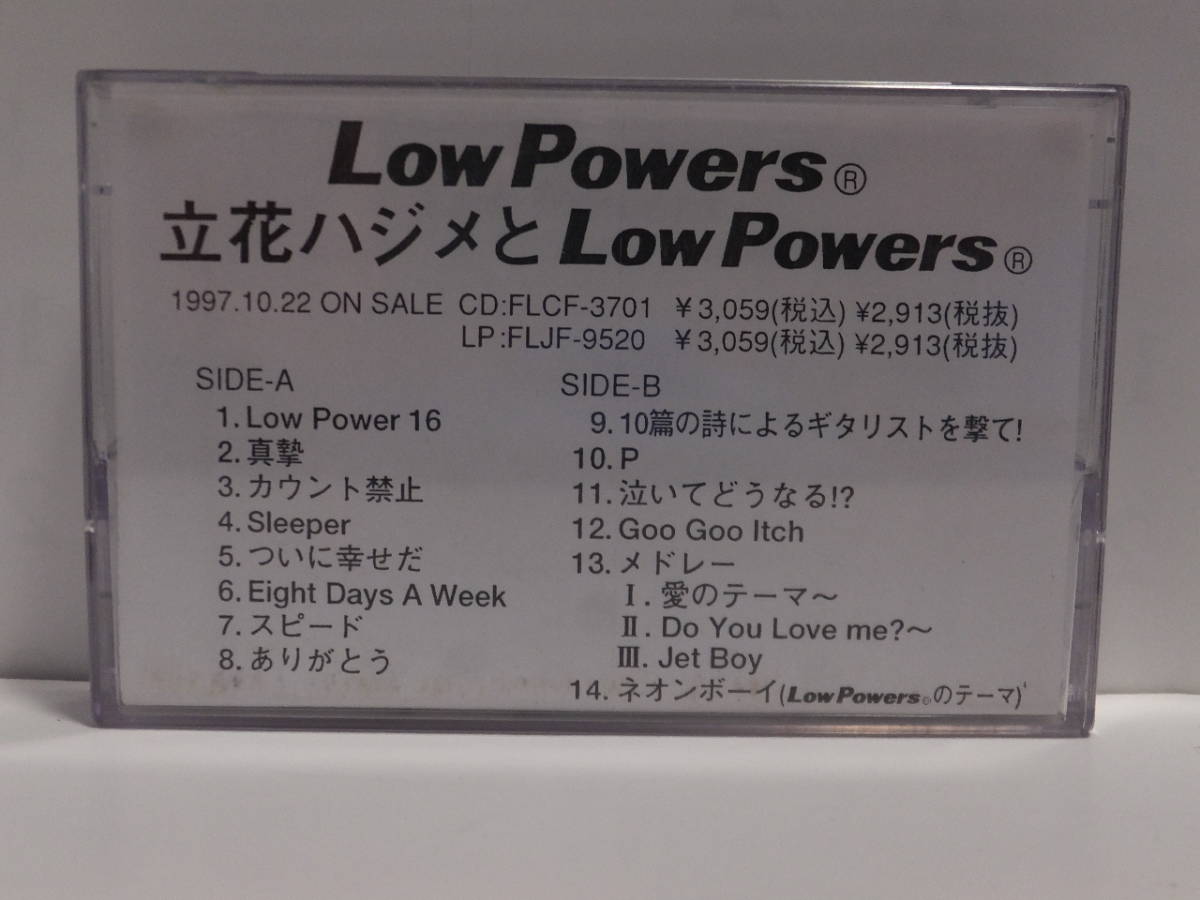 Low Powers®
立花ハジメとLow Powers®
1997.10.22 ON SALE CD:FLCF-3701 ¥3,059(税込) ¥2,913(税抜)
LP:FLJF-9520 ¥3,059(税込) ¥2,913(税抜)
SIDE-A
1. Low Power 16
2. 真摯
3. カウント禁止
4. Sleeper
5. ついに幸せだ
6. Eight Days A Week
7. スピード
8. ありがとう
SIDE-B
9. 10篇の詩によるギタリストを撃て!
10. P
11. 泣いてどうなる!?
12. Goo Goo Itch
13. メドレー
Ⅰ. 愛のテーマ〜
Ⅱ. Do You Love me?〜
Ⅲ. Jet Boy
14. ネオンボーイ(Low Powers®のテーマ)